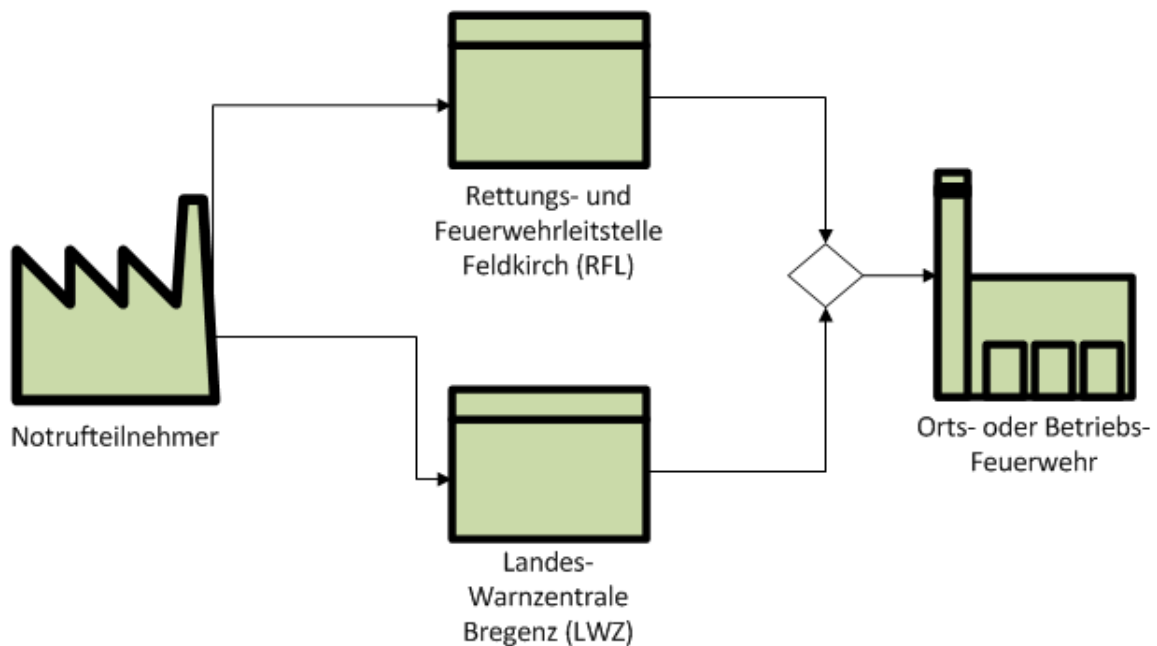 Rettungs- und
Feuerwehrleitstelle
Feldkirch (RFL)
Notrufteilnehmer
Orts- oder Betriebs-
Feuerwehr
Landes-
Warnzentrale
Bregenz (LWZ)